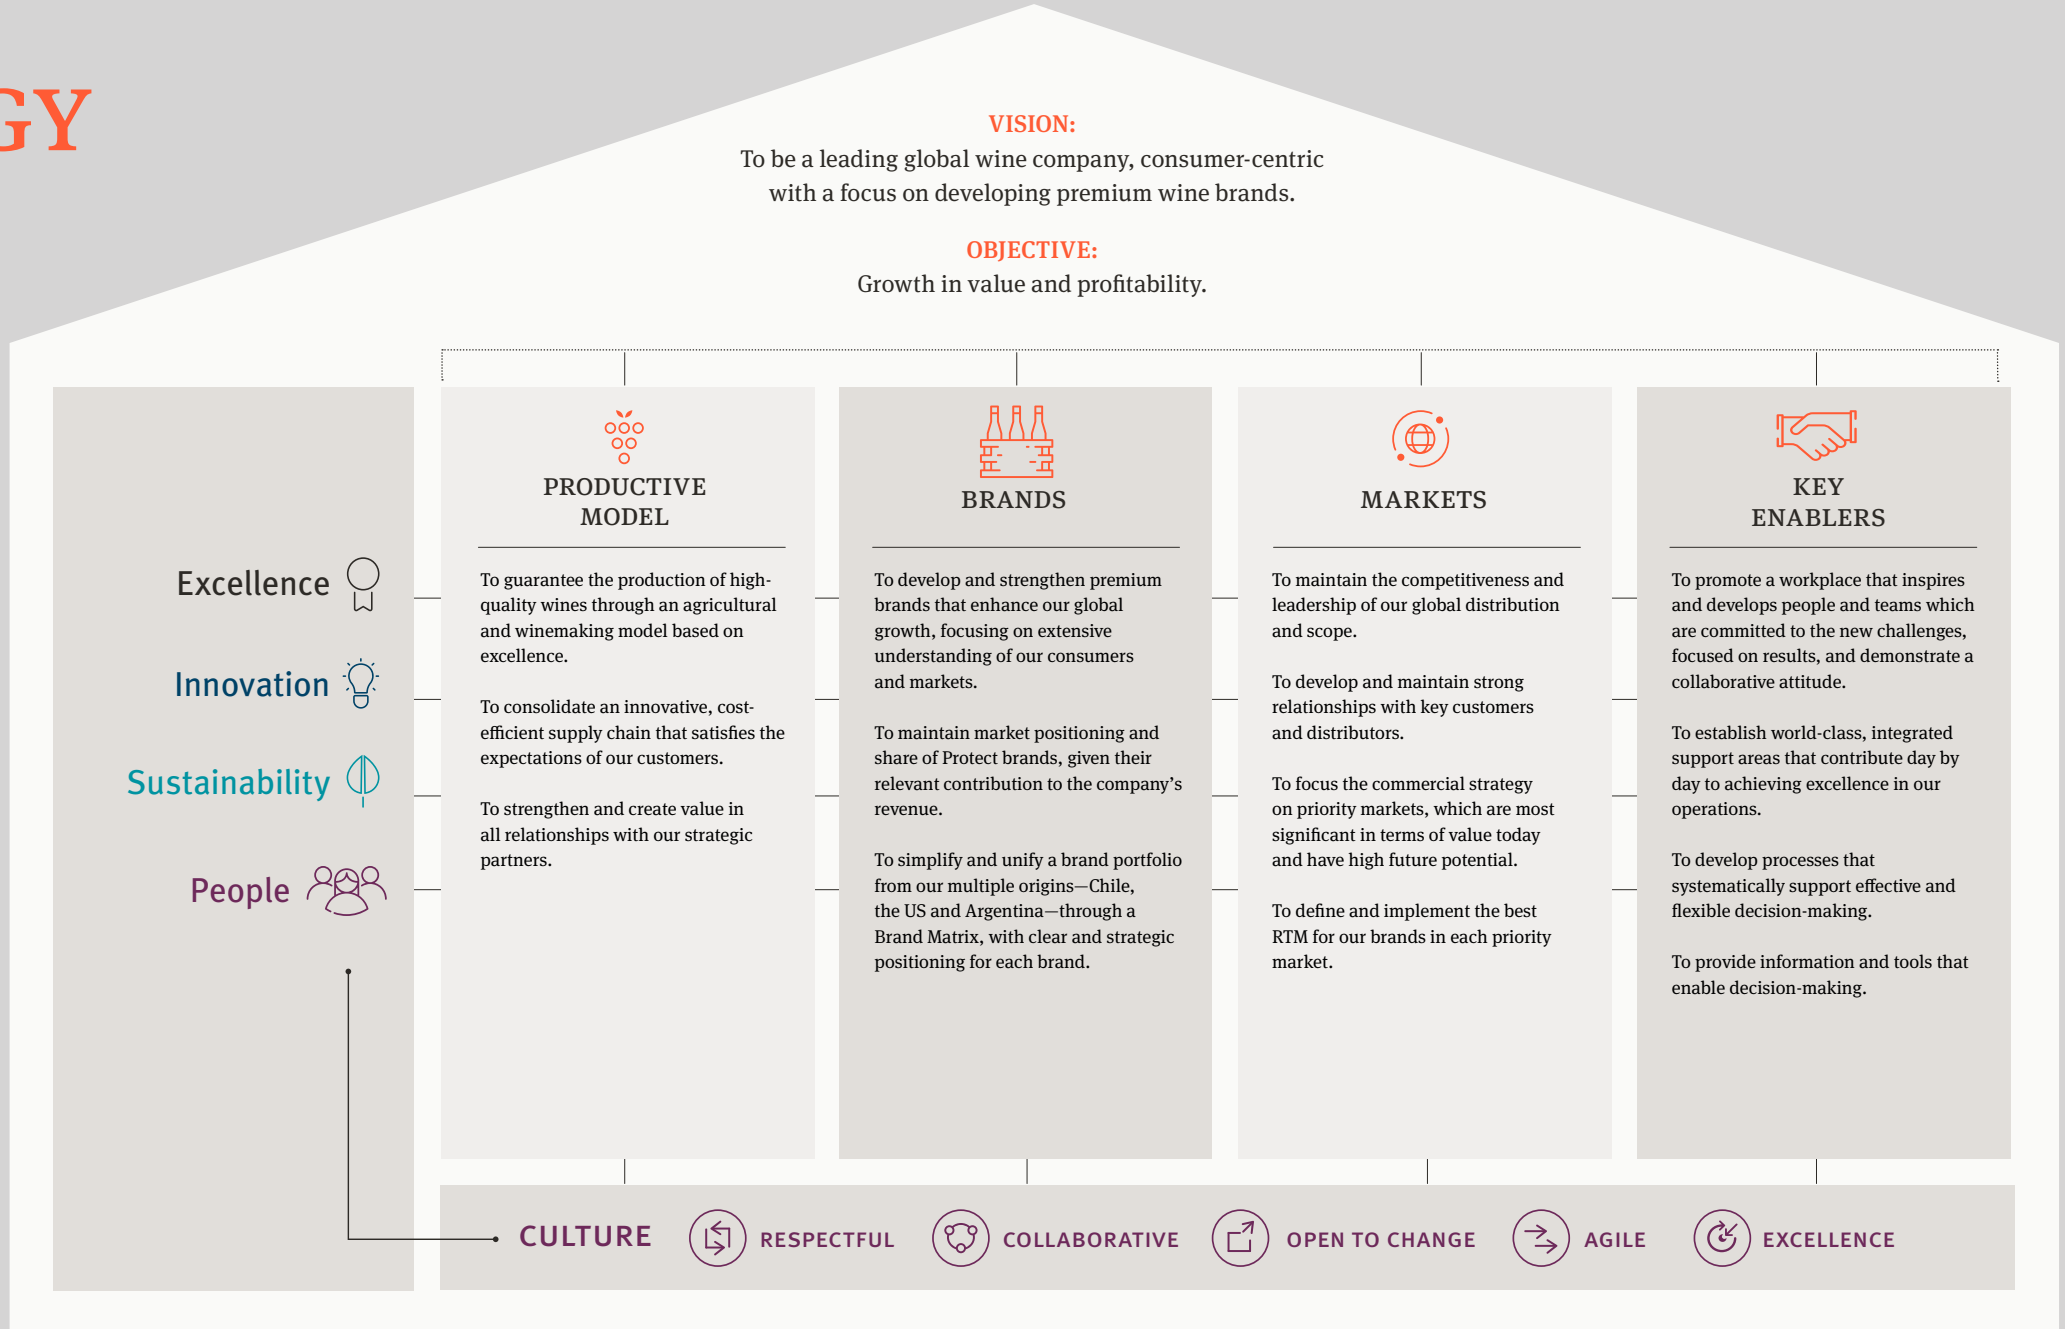 GY
VISION:
To be a leading global wine company, consumer-centric
with a focus on developing premium wine brands.
OBJECTIVE:
Growth in value and profitability.
Excellence
Innovation
Sustainability
People
PRODUCTIVE
MODEL
To guarantee the production of high-
quality wines through an agricultural
and winemaking model based on
excellence.
To consolidate an innovative, cost-
efficient supply chain that satisfies the
expectations of our customers.
To strengthen and create value in
all relationships with our strategic
partners.
BRANDS
To develop and strengthen premium
brands that enhance our global
growth, focusing on extensive
understanding of our consumers
and markets.
To maintain market positioning and
share of Protect brands, given their
relevant contribution to the company’s
revenue.
To simplify and unify a brand portfolio
from our multiple origins—Chile,
the US and Argentina—through a
Brand Matrix, with clear and strategic
positioning for each brand.
MARKETS
To maintain the competitiveness and
leadership of our global distribution
and scope.
To develop and maintain strong
relationships with key customers
and distributors.
To focus the commercial strategy
on priority markets, which are most
significant in terms of value today
and have high future potential.
To define and implement the best
RTM for our brands in each priority
market.
KEY
ENABLERS
To promote a workplace that inspires
and develops people and teams which
are committed to the new challenges,
focused on results, and demonstrate a
collaborative attitude.
To establish world-class, integrated
support areas that contribute day by
day to achieving excellence in our
operations.
To develop processes that
systematically support effective and
flexible decision-making.
To provide information and tools that
enable decision-making.
CULTURE RESPECTFUL COLLABORATIVE OPEN TO CHANGE AGILE EXCELLENCE